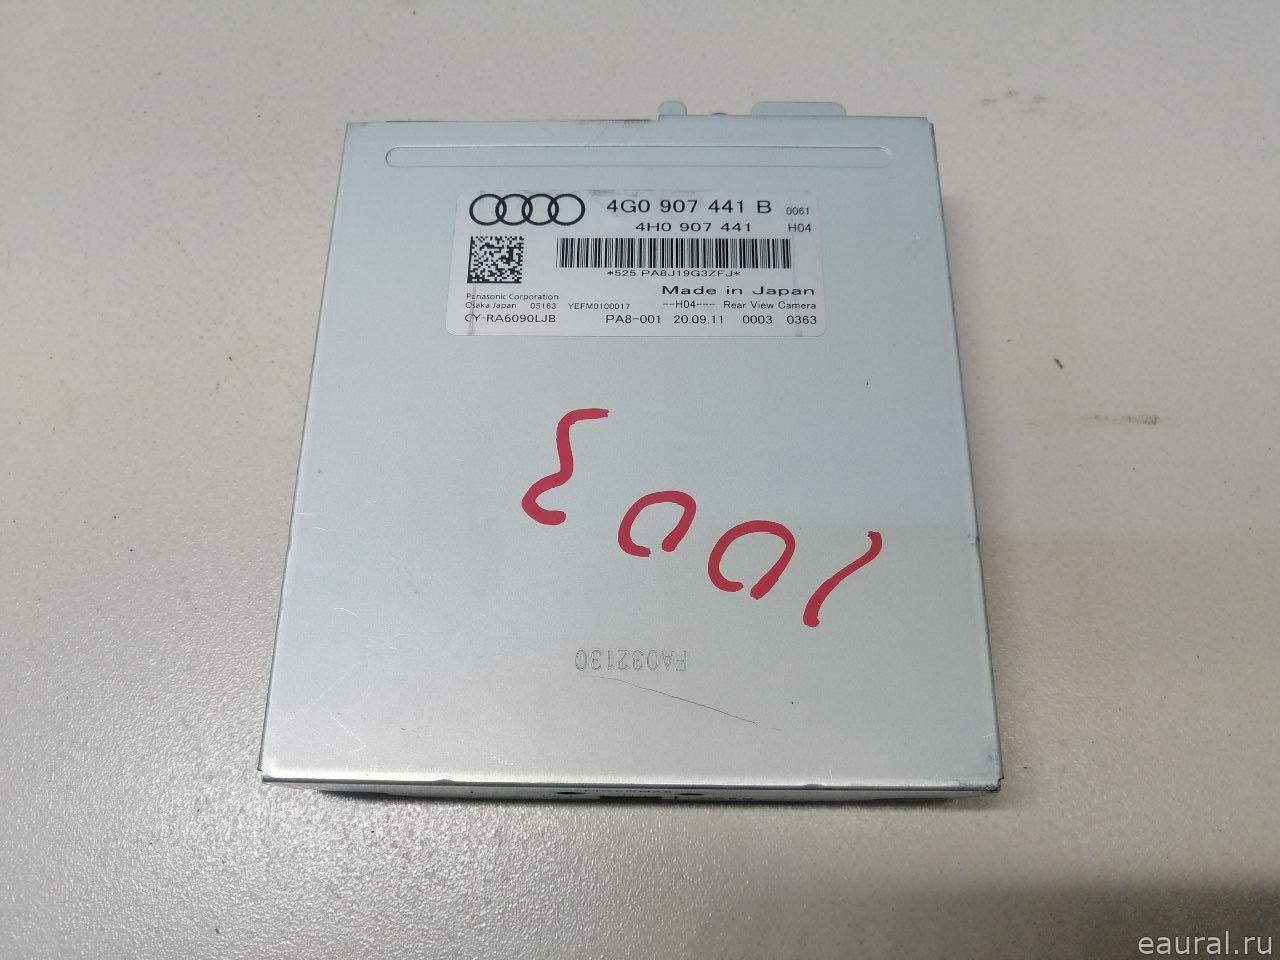 4G0 907 441 B 0061
4H0 907 441 H04
*525 PA8J19G3ZFJ*
Made in Japan
Panasonic Corporation
Osaka Japan 05163 YEFM0100017 --H04--- Rear View Camera
CY-RA6090LJB PA8-001 20.09.11 0003 0363
1003
FA032130
eaural.ru